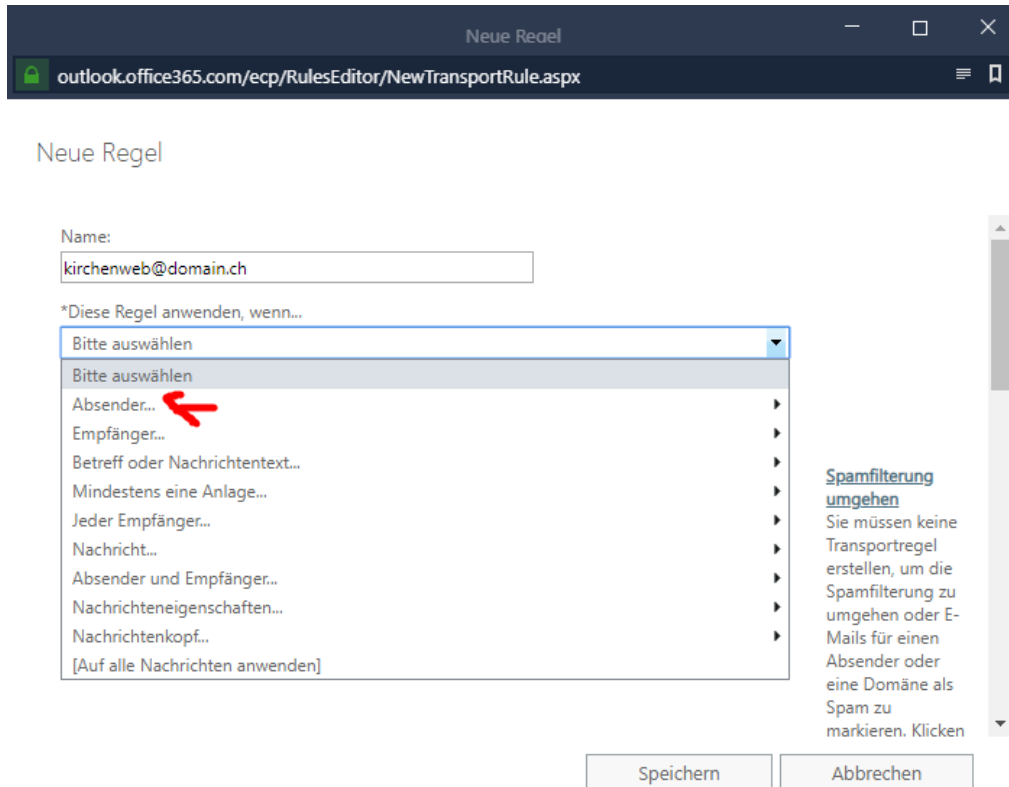 Neue Regel
outlook.office365.com/ecp/RulesEditor/NewTransportRule.aspx
Neue Regel
Name:
kirchenweb@domain.ch
*Diese Regel anwenden, wenn...
Bitte auswählen
Bitte auswählen
Absender...
Empfänger...
Betreff oder Nachrichtentext...
Mindestens eine Anlage...
Jeder Empfänger...
Nachricht...
Absender und Empfänger...
Nachrichteneigenschaften...
Nachrichtenkopf...
[Auf alle Nachrichten anwenden]
Spamfilterung
umgehen
Sie müssen keine
Transportregel
erstellen, um die
Spamfilterung zu
umgehen oder E-
Mails für einen
Absender oder
eine Domäne als
Spam zu
markieren. Klicken
Speichern
Abbrechen